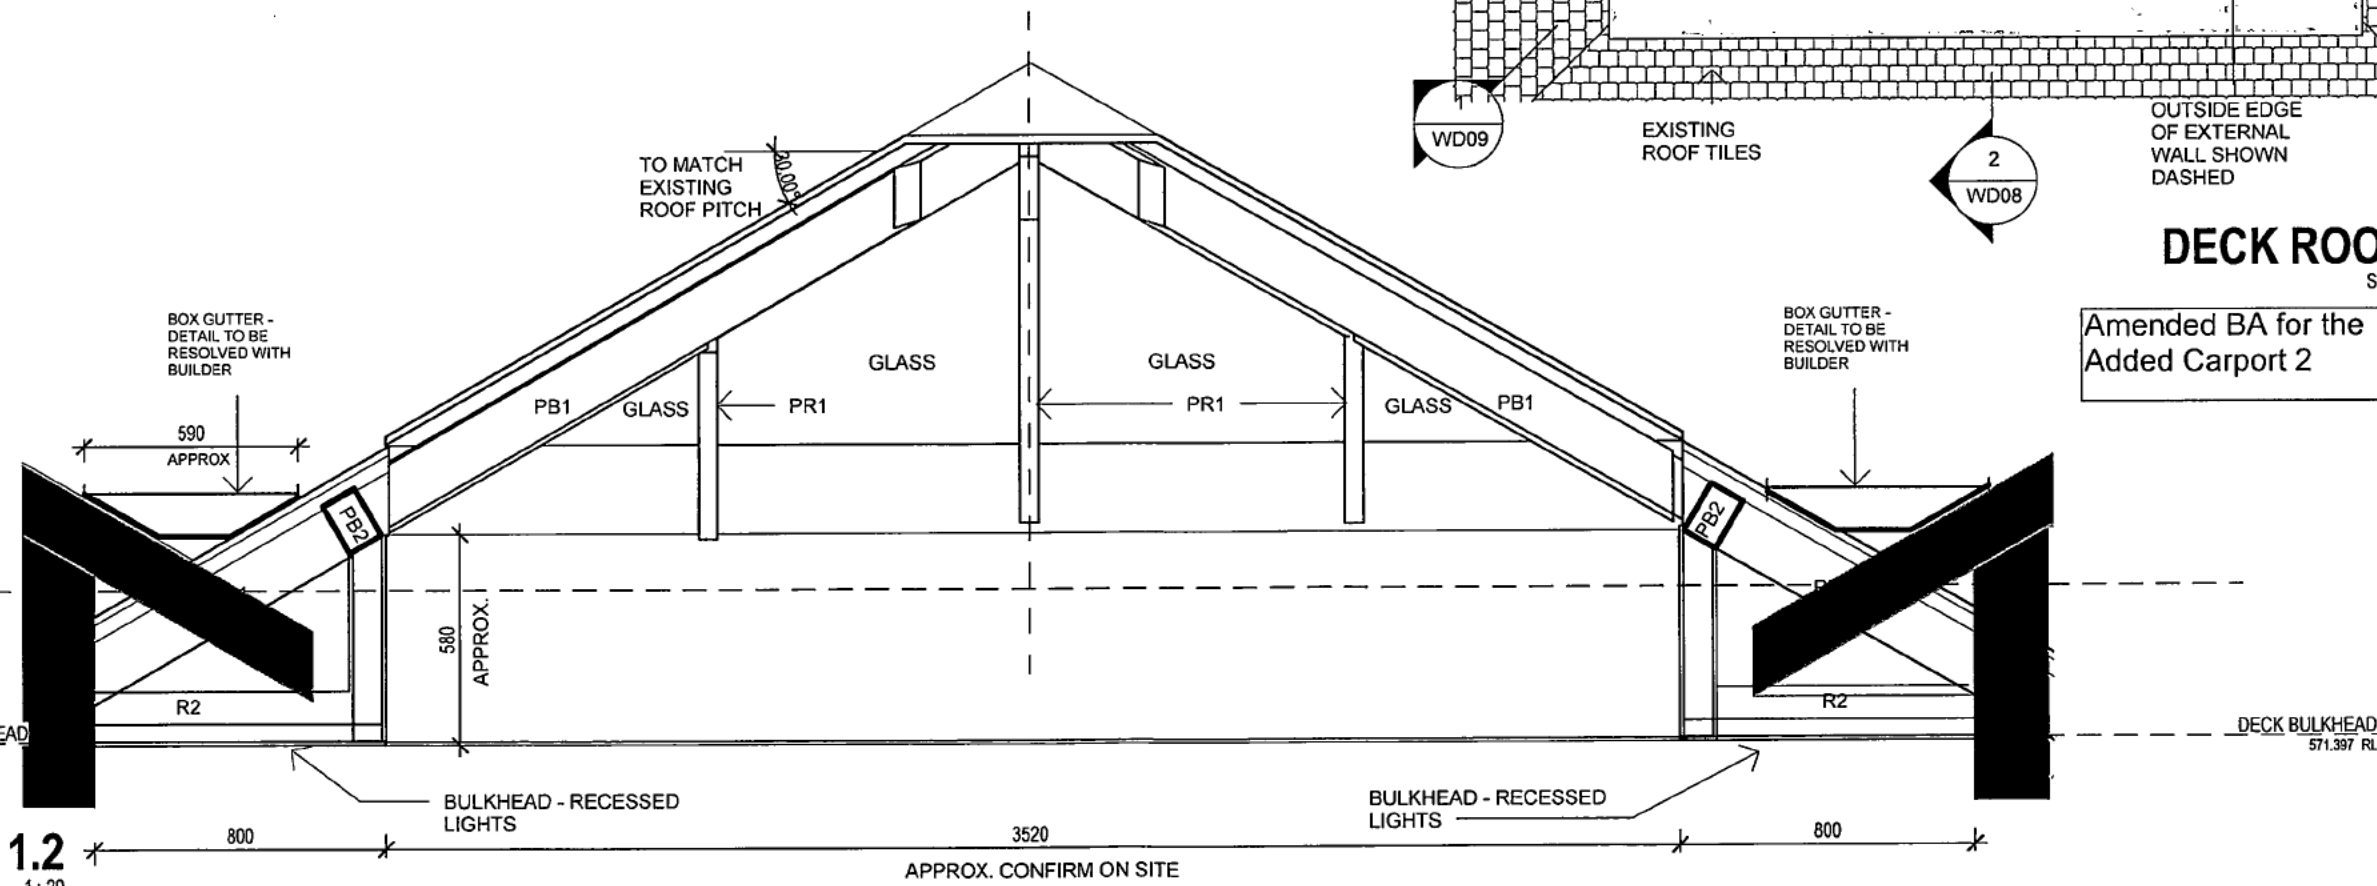 WD09
EXISTING
ROOF TILES
2
WD08
OUTSIDE EDGE
OF EXTERNAL
WALL SHOWN
DASHED
DECK ROO
S
Amended BA for the
Added Carport 2
TO MATCH
EXISTING
ROOF PITCH
30.00°
BOX GUTTER -
DETAIL TO BE
RESOLVED WITH
BUILDER
590
APPROX
PB2
PB1
GLASS
PR1
GLASS
GLASS
PR1
GLASS
PB1
BOX GUTTER -
DETAIL TO BE
RESOLVED WITH
BUILDER
PB2
580
APPROX.
R2
R2
EAD
DECK BULKHEAD
571.397 RL
BULKHEAD - RECESSED
LIGHTS
BULKHEAD - RECESSED
LIGHTS
1.2
800
3520
800
APPROX. CONFIRM ON SITE